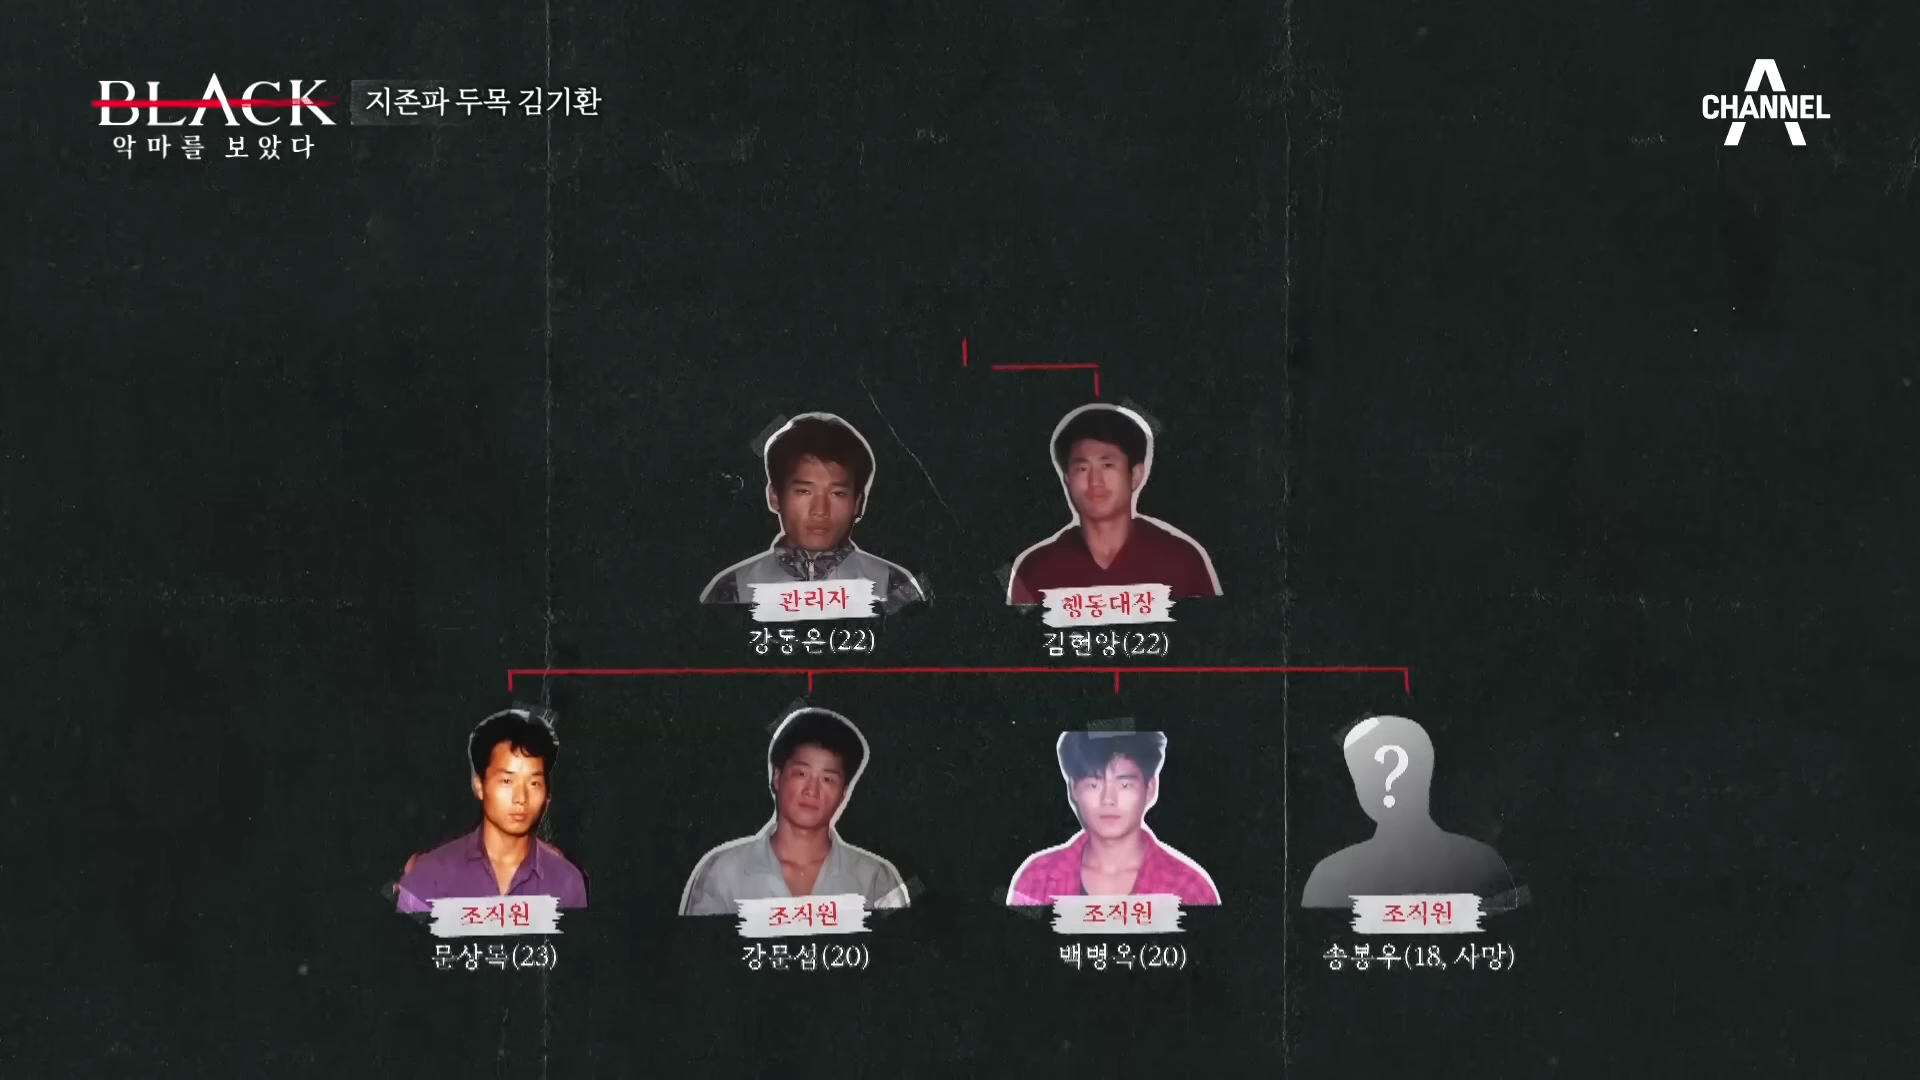 BLACK
악마를 보았다
지존파 두목 김기환
CHANNEL A
관리자
강동은(22)
행동대장
김현양(22)
조직원
문상록(23)
조직원
강문섭(20)
조직원
백병옥(20)
?
조직원
송봉우(18, 사망)